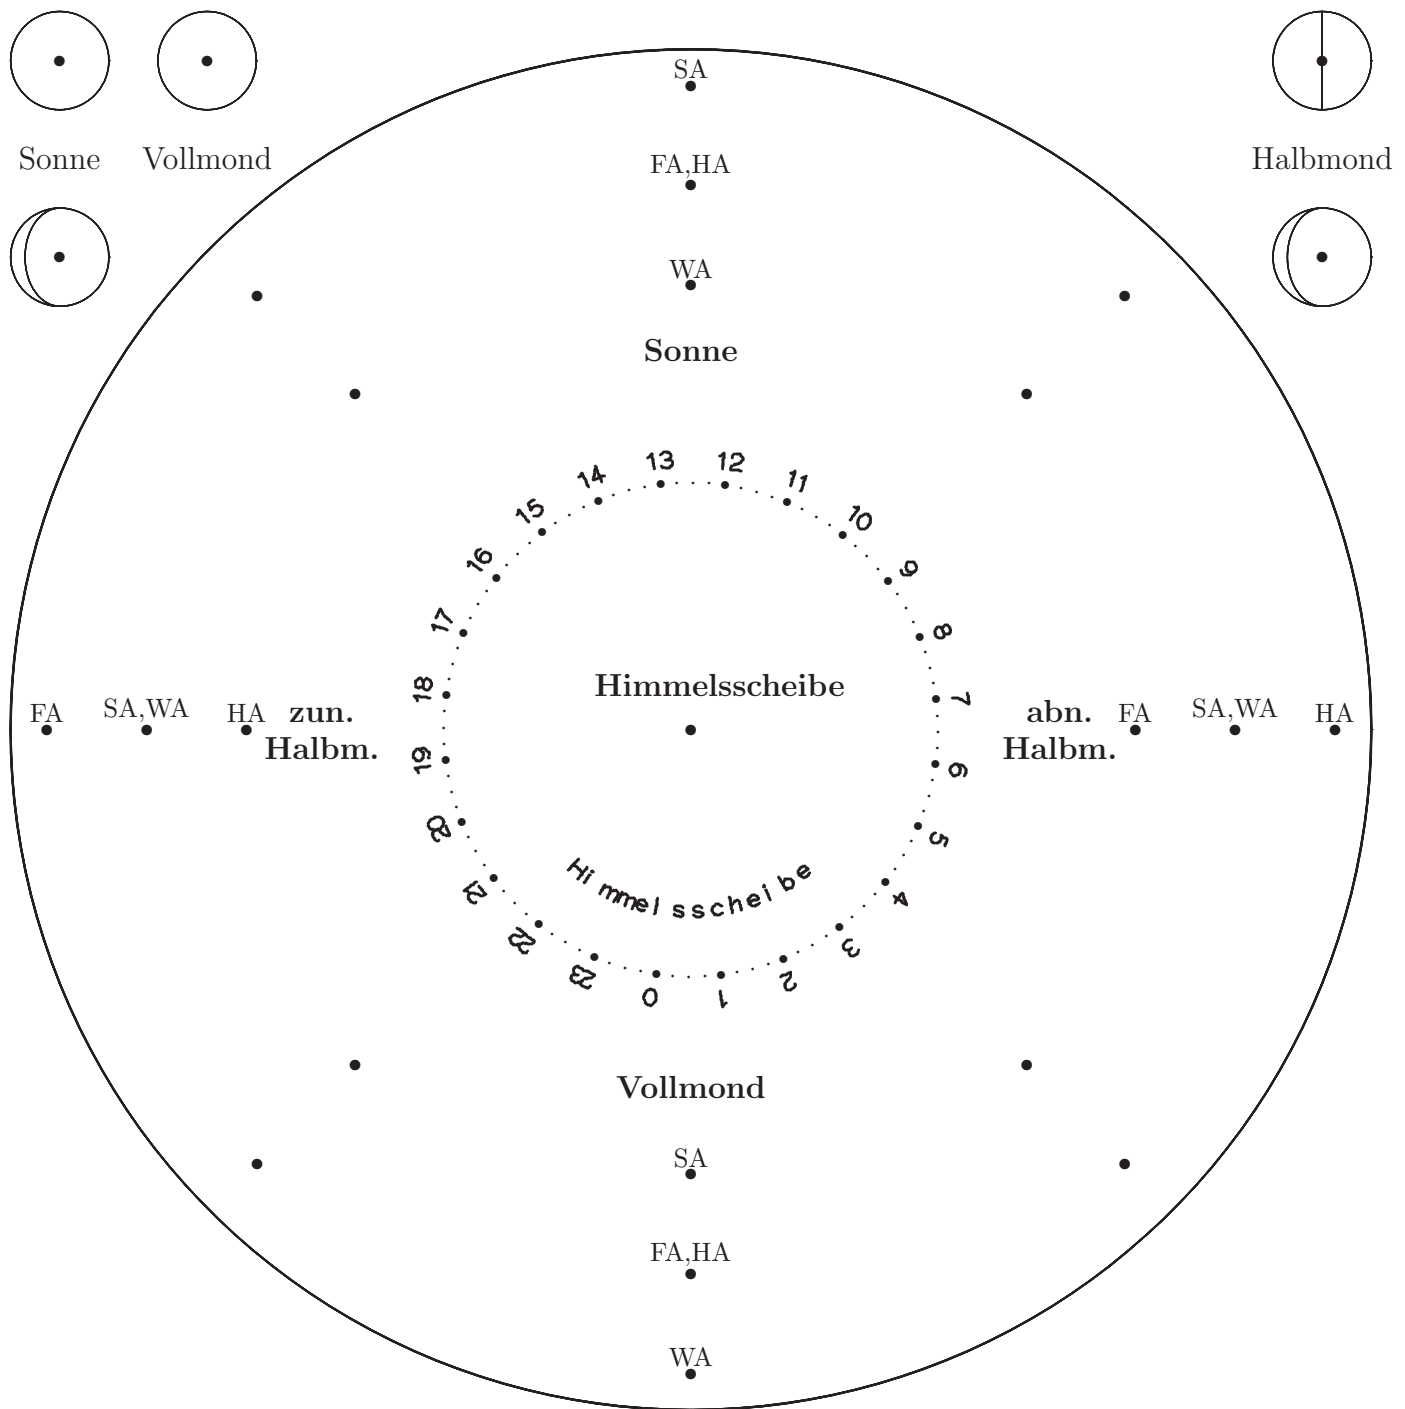 Sonne Vollmond
Halbmond
SA
FA,HA
WA
Sonne
13 12
14 11
15 10
16 9
17 8
18 7
Himmelsscheibe
FA SA,WA HA zun.
Halbm.
abn. FA SA,WA HA
Halbm.
19 6
20 5
21 4
22 3
23 2
0 1
Himmelsscheibe
Vollmond
SA
FA,HA
WA